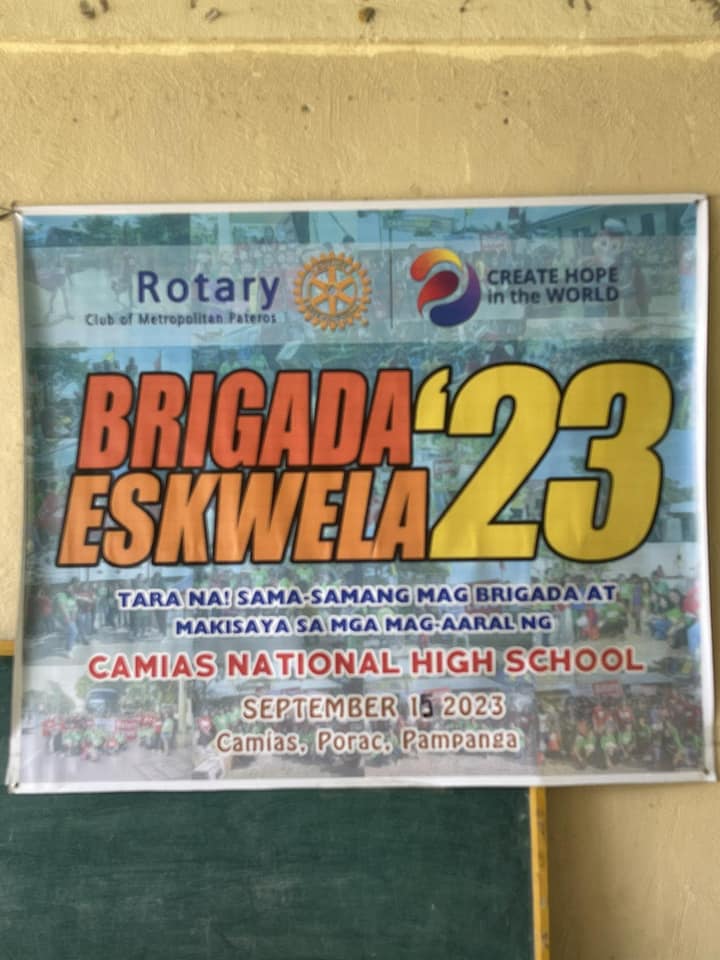 Rotary
Club of Metropolitan Pateros
CREATE HOPE
in the WORLD
BRIGADA
ESKWELA
'23
TARA NA! SAMA-SAMANG MAG BRIGADA AT
MAKISAYA SA MGA MAG-AARAL NG
CAMIAS NATIONAL HIGH SCHOOL
SEPTEMBER 15 2023
Camias, Porac, Pampanga